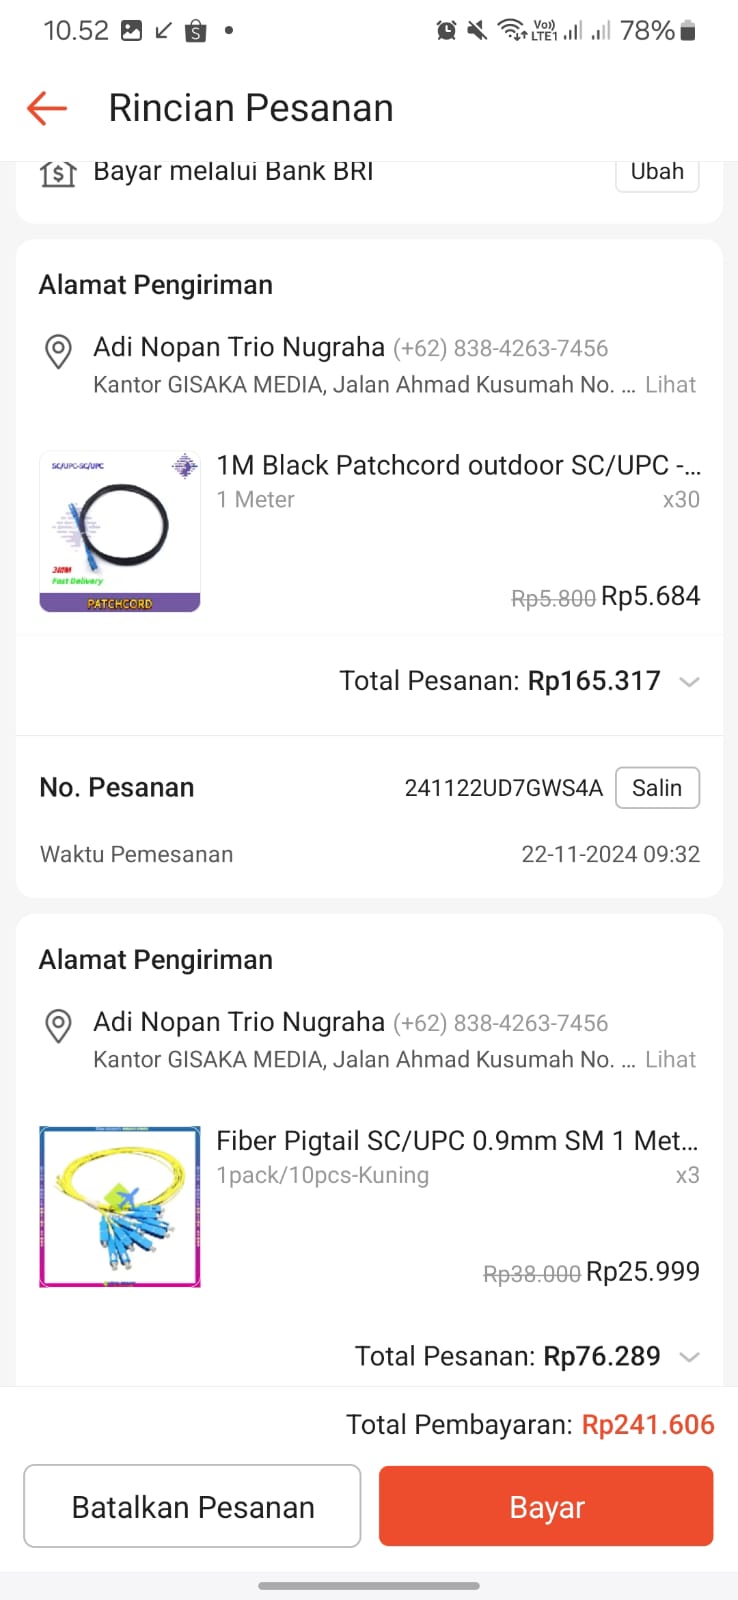 10.52
Vo))
LTE1
78%
Rincian Pesanan
Bayar melalui Bank BRI
Ubah
Alamat Pengiriman
Adi Nopan Trio Nugraha (+62) 838-4263-7456
Kantor GISAKA MEDIA, Jalan Ahmad Kusumah No. ... Lihat
SC/UPC-SC/UPC
Fast Delivery
PATCHCORD
1M Black Patchcord outdoor SC/UPC -...
1 Meter x30
Rp5.800 Rp5.684
Total Pesanan: Rp165.317
No. Pesanan 241122UD7GWS4A Salin
Waktu Pemesanan 22-11-2024 09:32
Alamat Pengiriman
Adi Nopan Trio Nugraha (+62) 838-4263-7456
Kantor GISAKA MEDIA, Jalan Ahmad Kusumah No. ... Lihat
Fiber Pigtail SC/UPC 0.9mm SM 1 Met...
1pack/10pcs-Kuning x3
Rp38.000 Rp25.999
Total Pesanan: Rp76.289
Total Pembayaran: Rp241.606
Batalkan Pesanan
Bayar